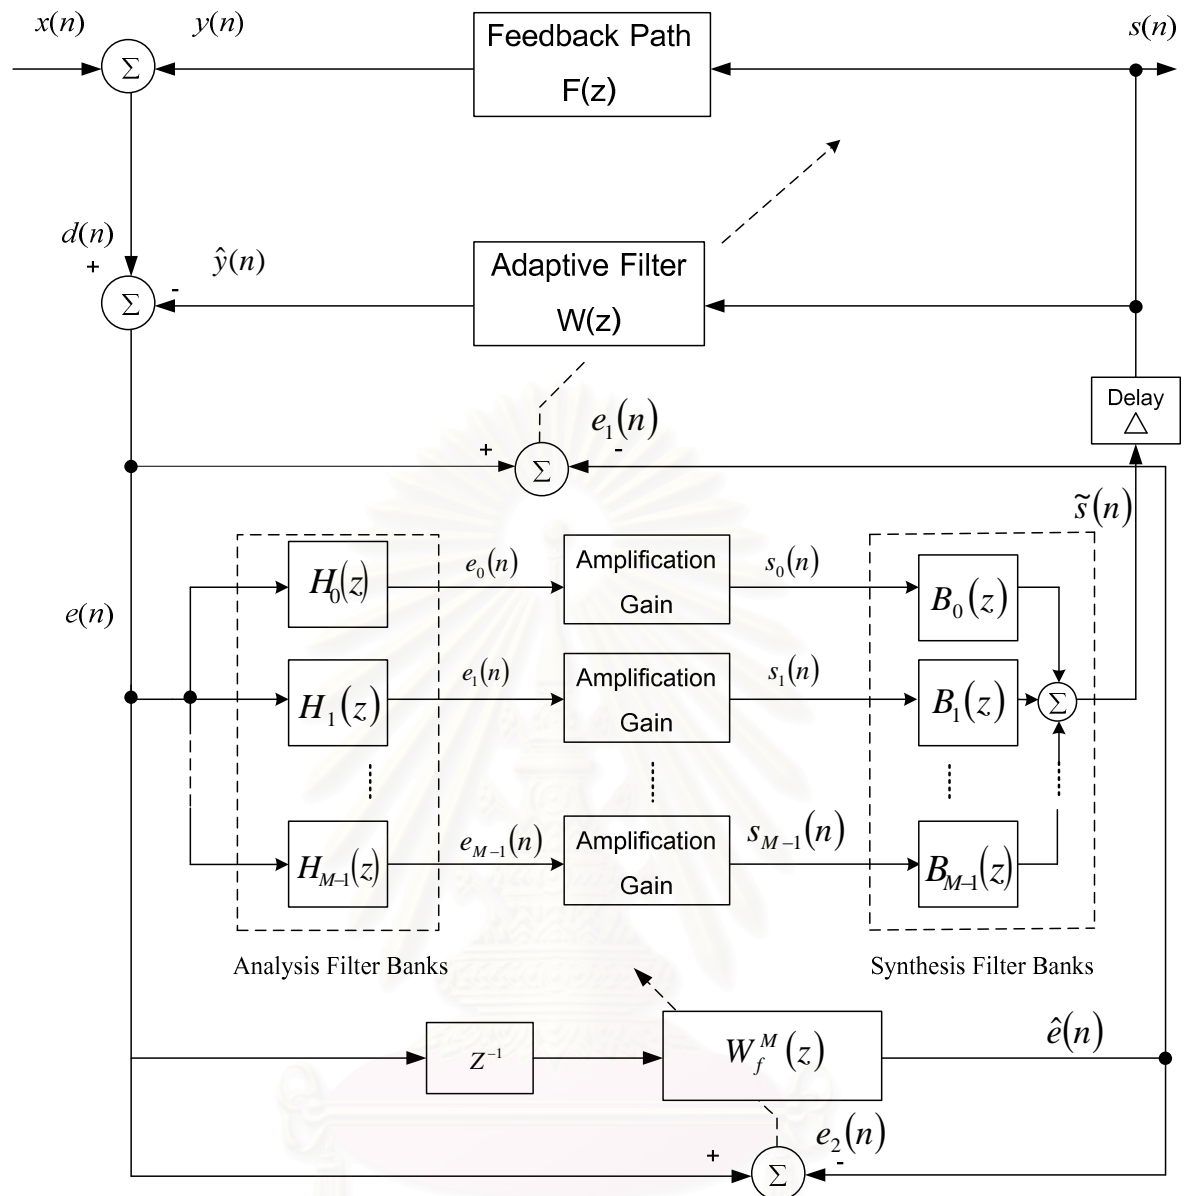 x(n) y(n) Feedback Path s(n)
F(z)
Σ
d(n)
+
ŷ(n) Adaptive Filter
W(z)
Σ -
Delay
△
e₁(n)
+ Σ -
s̃(n)
H₀(z) e₀(n) Amplification Gain s₀(n) B₀(z)
e(n)
H₁(z) e₁(n) Amplification Gain s₁(n) B₁(z) Σ
H_{M-1}(z) e_{M-1}(n) Amplification Gain s_{M-1}(n) B_{M-1}(z)
Analysis Filter Banks Synthesis Filter Banks
Z⁻¹ W_f^M(z) ê(n)
e₂(n)
+ Σ -